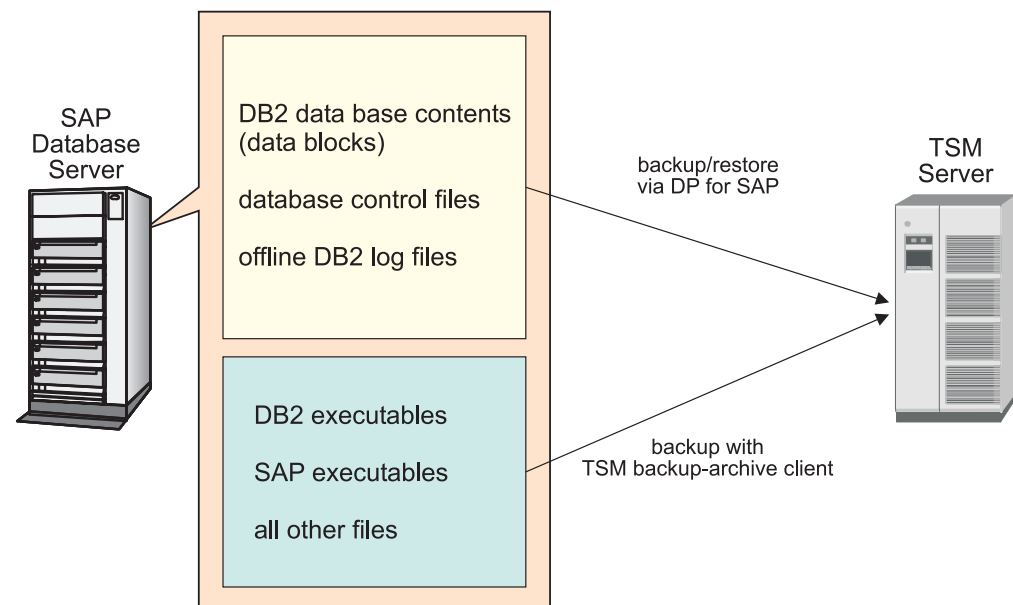 SAP
Database
Server
DB2 data base contents
(data blocks)
database control files
offline DB2 log files
DB2 executables
SAP executables
all other files
backup/restore
via DP for SAP
backup with
TSM backup-archive client
TSM
Server